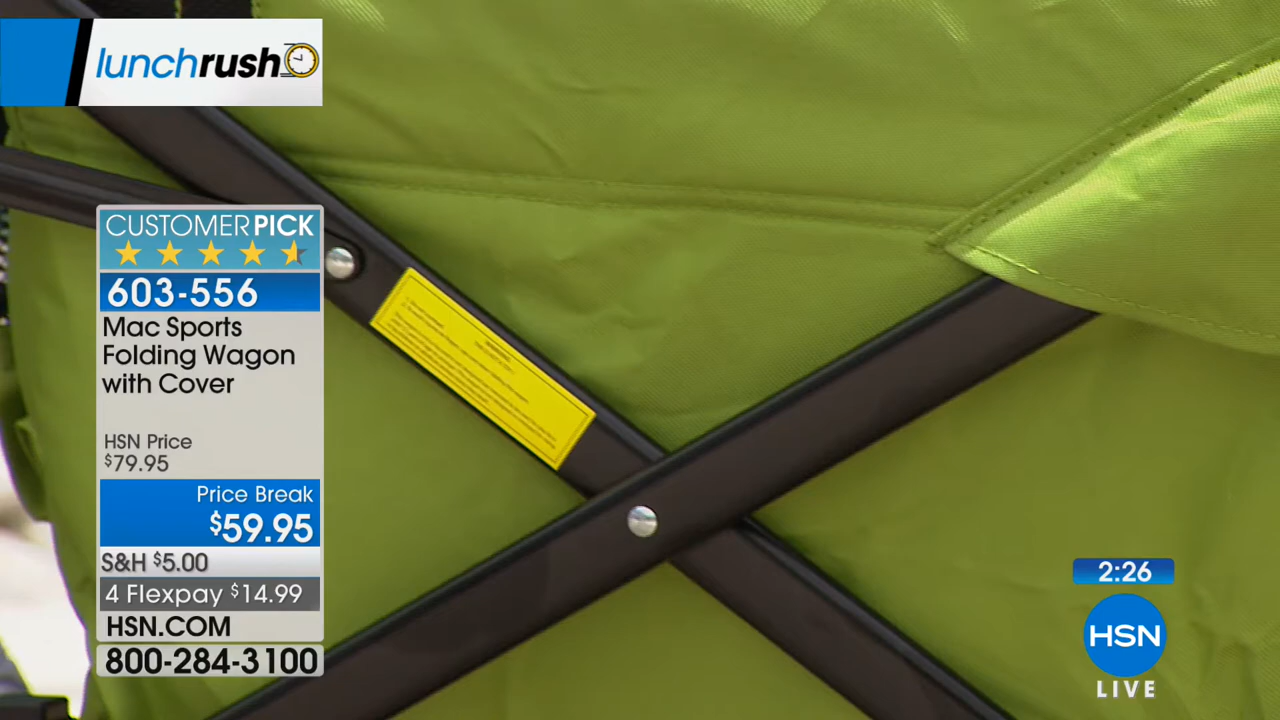 lunchrush
CUSTOMERPICK
603-556
Mac Sports
Folding Wagon
with Cover
HSN Price
$79.95
Price Break
$59.95
S&H $5.00
4 Flexpay $14.99
HSN.COM
800-284-3100
2:26
HSN
LIVE